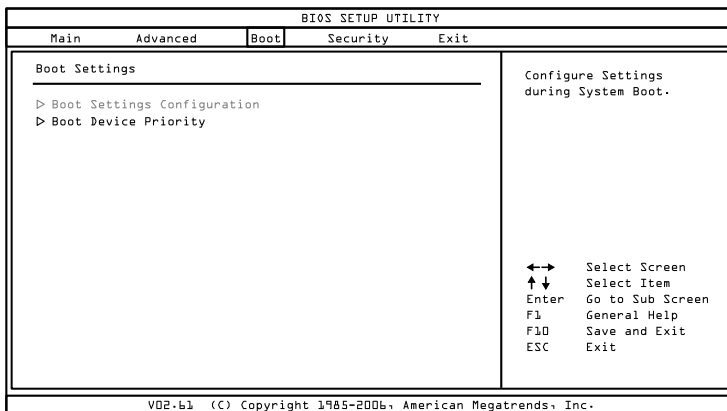 BIOS SETUP UTILITY
Main Advanced Boot Security Exit
Boot Settings
▷ Boot Settings Configuration
▷ Boot Device Priority
Configure Settings
during System Boot.
←→ Select Screen
↑↓ Select Item
Enter Go to Sub Screen
F1 General Help
F10 Save and Exit
ESC Exit
V02.61 (C) Copyright 1985-2006, American Megatrends, Inc.